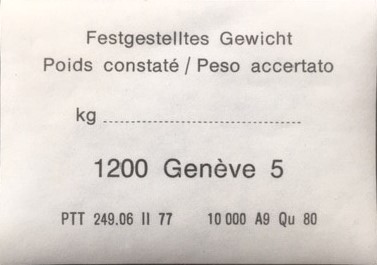 Festgestelltes Gewicht
Poids constaté / Peso accertato
kg
1200 Genève 5
PTT 249.06 II 77 10 000 A9 Qu 80